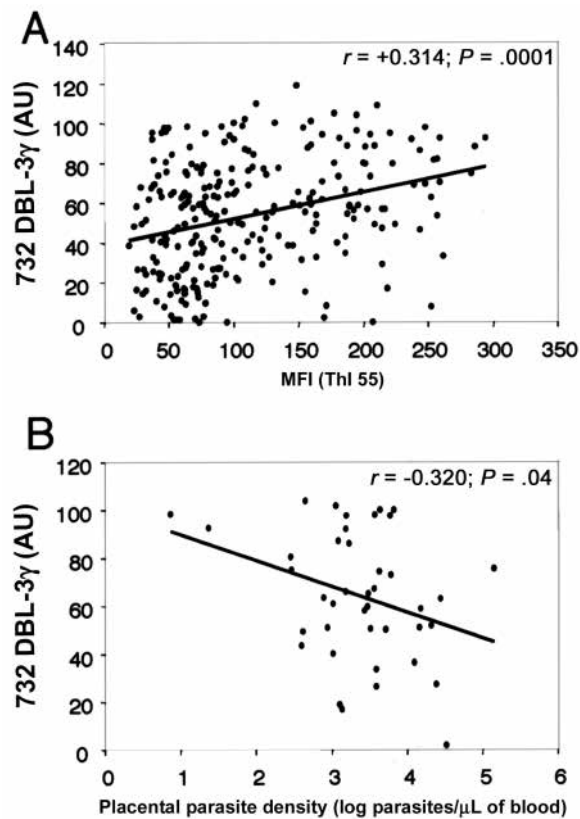 A
r = +0.314; P = .0001
732 DBL-3γ (AU)
140
120
100
80
60
40
20
0
0 50 100 150 200 250 300 350
MFI (Thl 55)
B
r = -0.320; P = .04
732 DBL-3γ (AU)
120
100
80
60
40
20
0
0 1 2 3 4 5 6
Placental parasite density (log parasites/µL of blood)